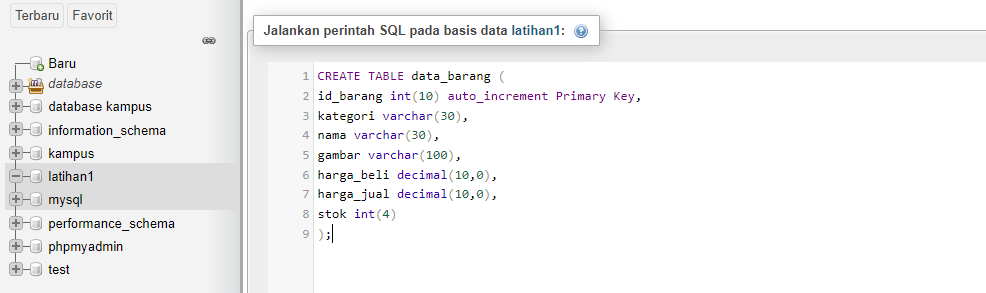 Terbaru Favorit
Baru
database
database kampus
information_schema
kampus
latihan1
mysql
performance_schema
phpmyadmin
test
Jalankan perintah SQL pada basis data latihan1:
1 CREATE TABLE data_barang (
2 id_barang int(10) auto_increment Primary Key,
3 kategori varchar(30),
4 nama varchar(30),
5 gambar varchar(100),
6 harga_beli decimal(10,0),
7 harga_jual decimal(10,0),
8 stok int(4)
9 );